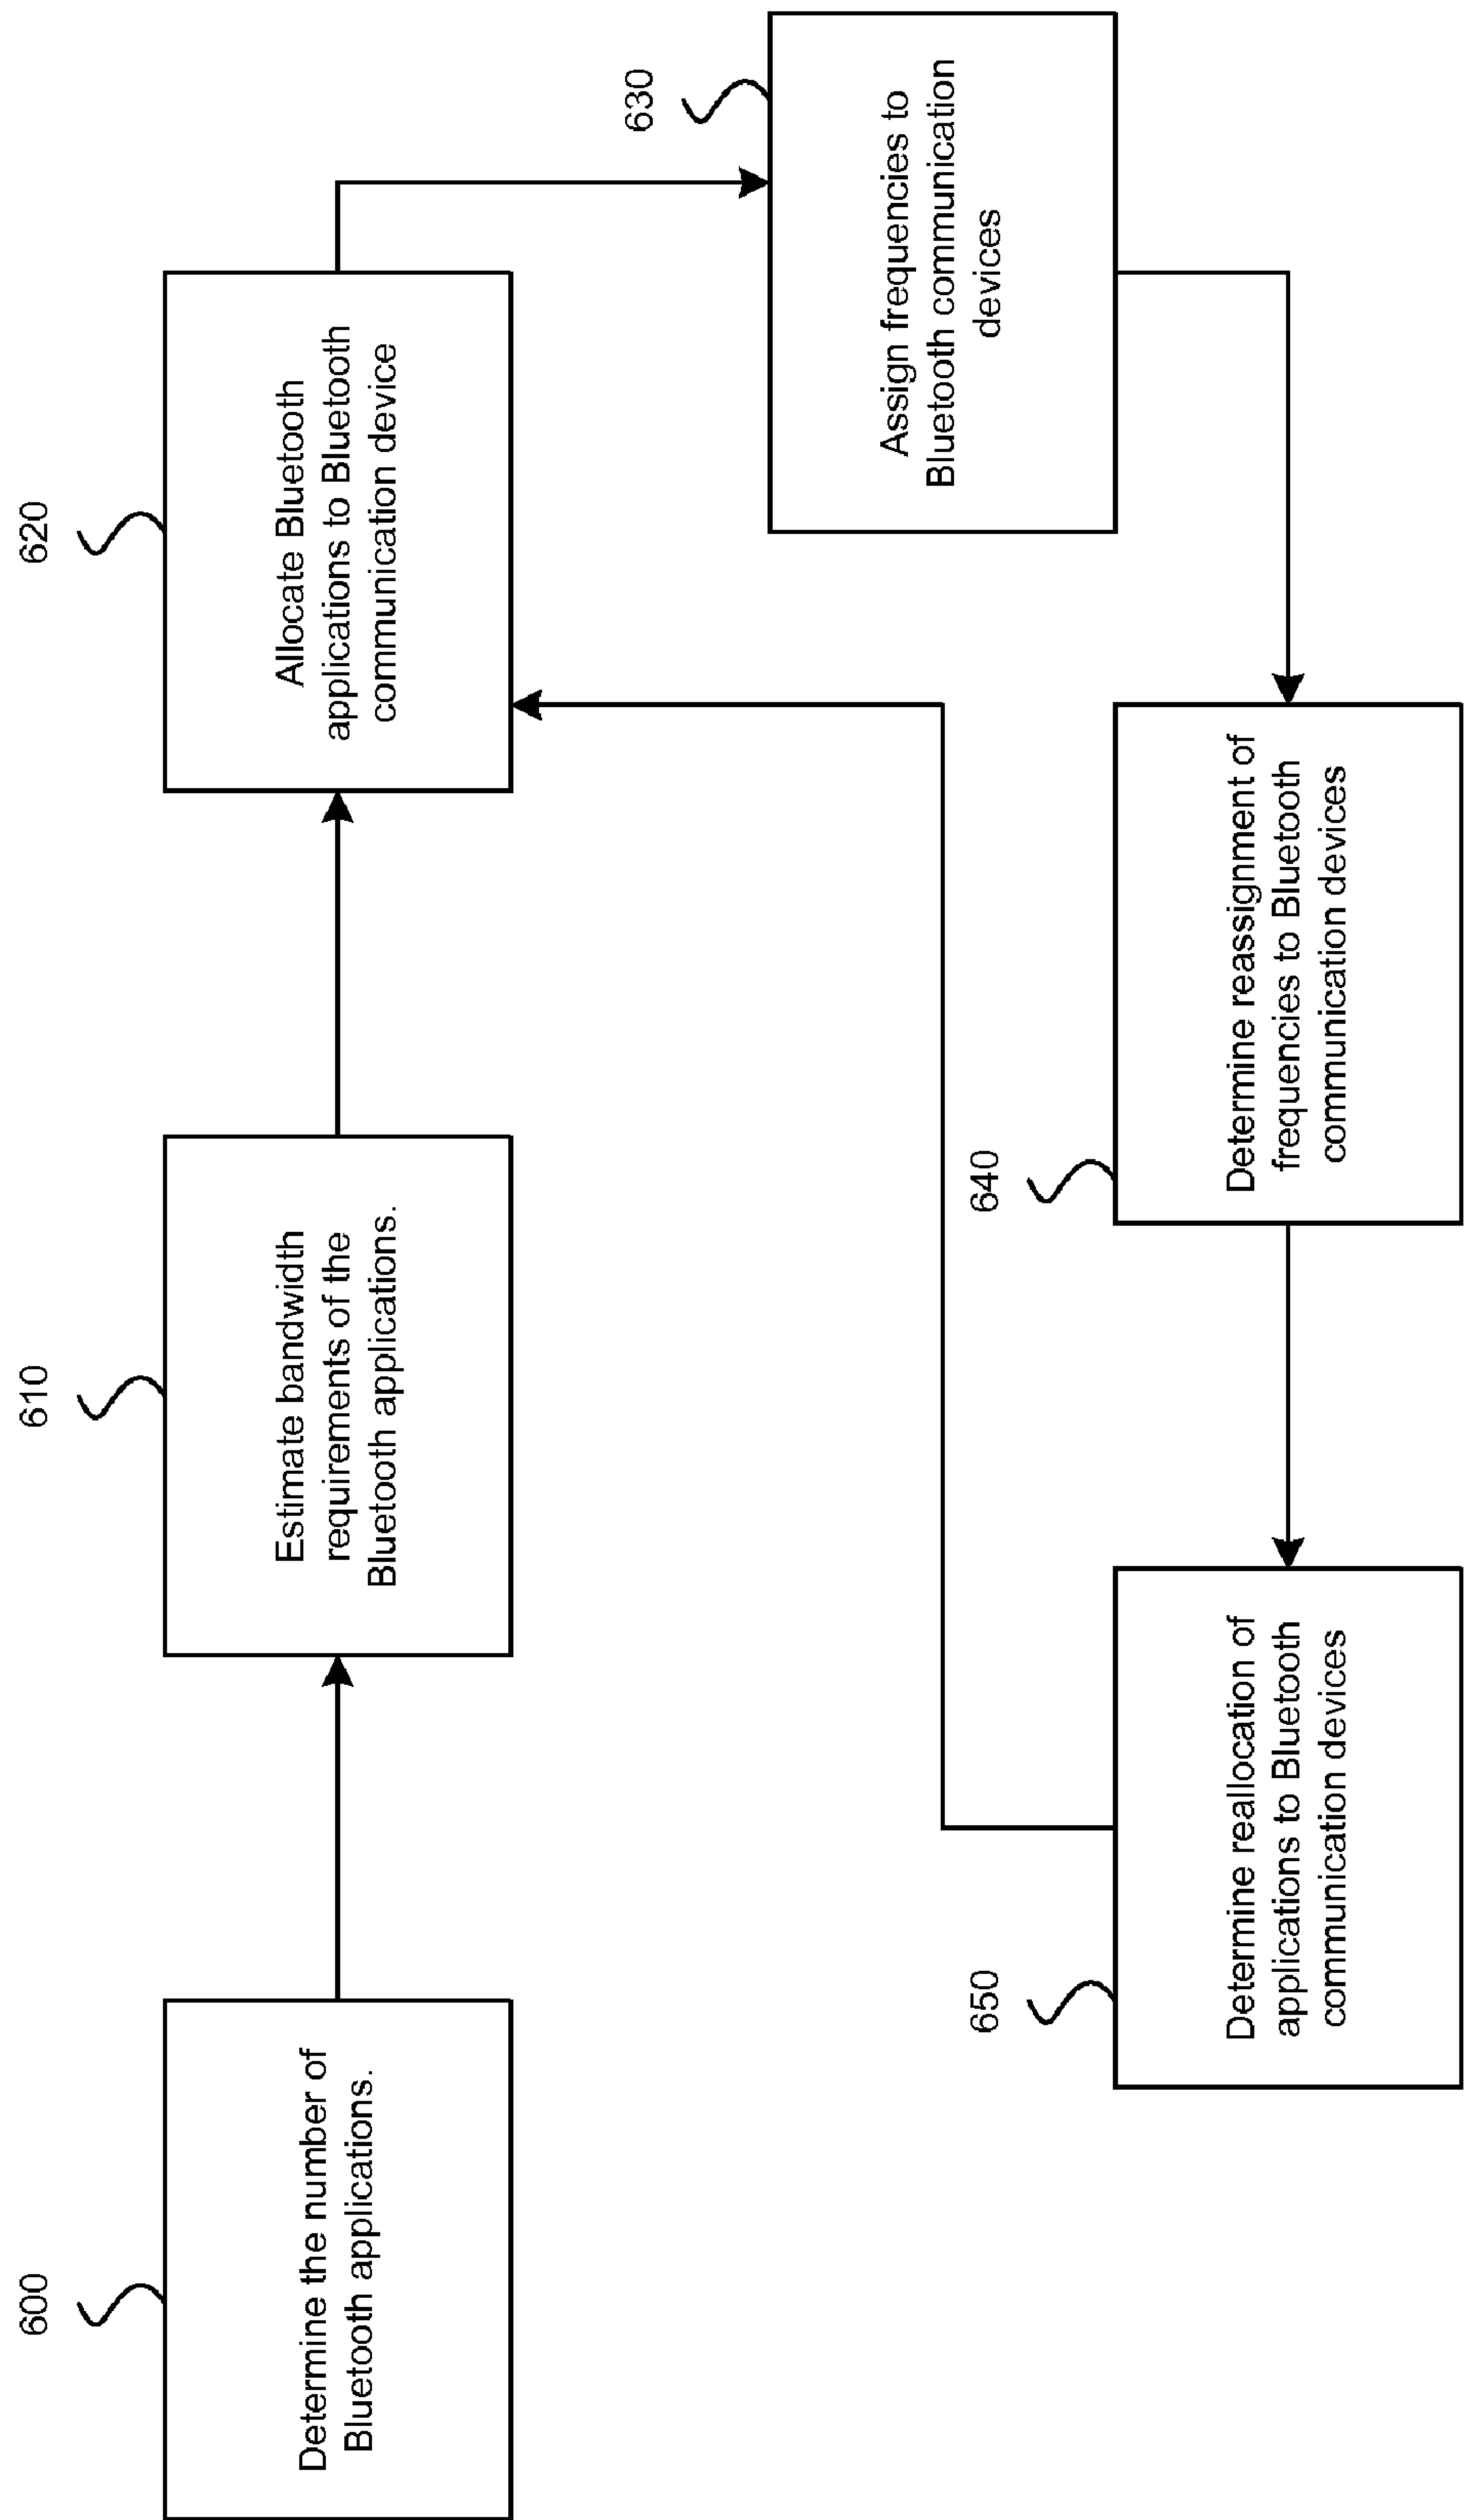 600
Determine the number of
Bluetooth applications.
610
Estimate bandwidth
requirements of the
Bluetooth applications.
620
Allocate Bluetooth
applications to Bluetooth
communication device
630
Assign frequencies to
Bluetooth communication
devices
640
Determine reassignment of
frequencies to Bluetooth
communication devices
650
Determine reallocation of
applications to Bluetooth
communication devices